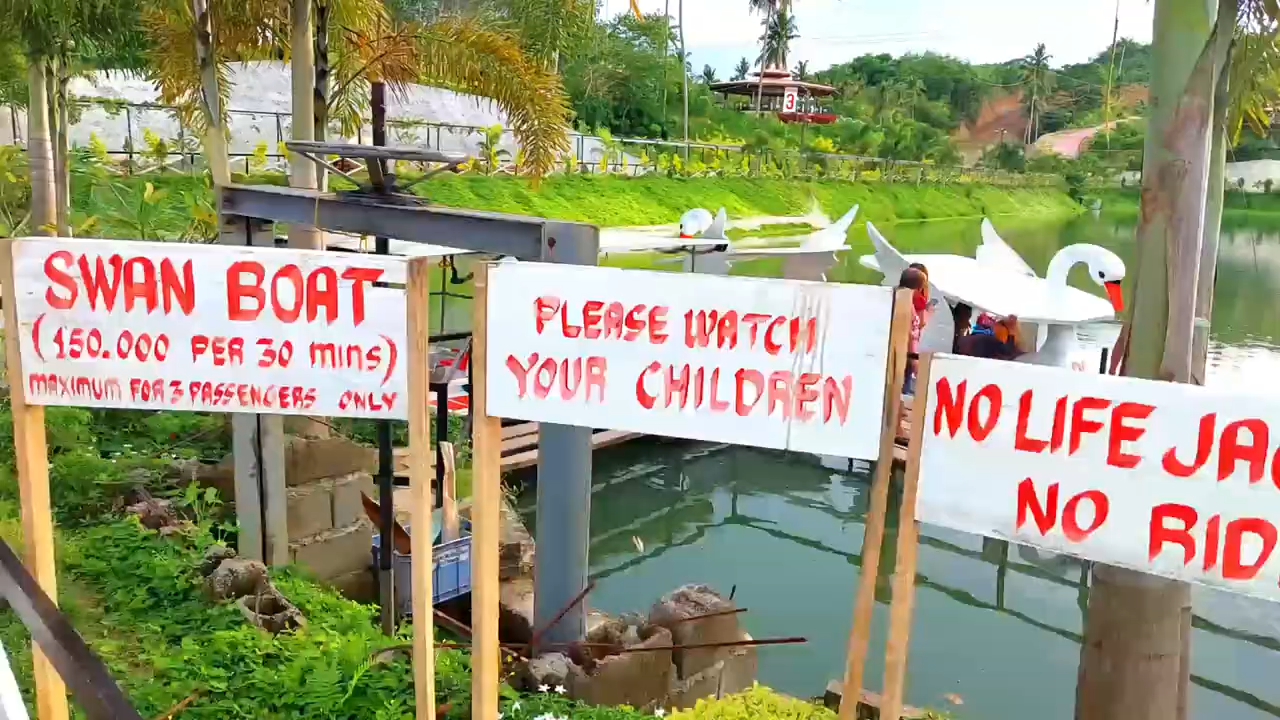 SWAN BOAT
(150.000 PER 30 mins)
MAXIMUM FOR 3 PASSENGERS ONLY
PLEASE WATCH
YOUR CHILDREN
NO LIFE JAC
NO RID
3